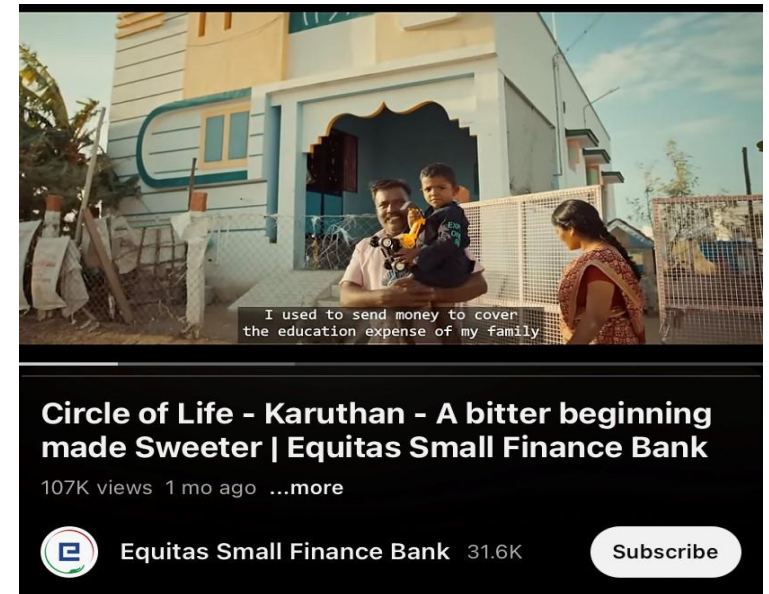 I used to send money to cover
the education expense of my family
Circle of Life - Karuthan - A bitter beginning
made Sweeter | Equitas Small Finance Bank
107K views 1 mo ago ...more
Equitas Small Finance Bank 31.6K Subscribe